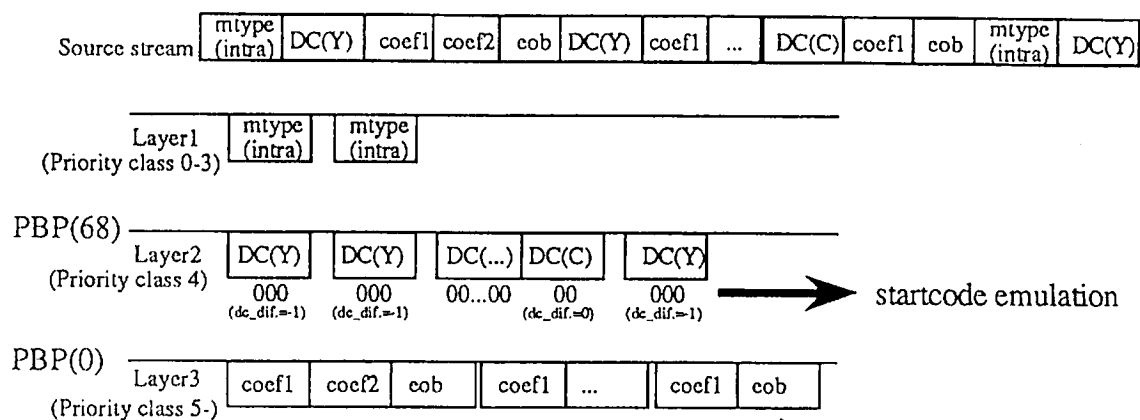 Source stream mtype (intra) DC(Y) coef1 coef2 eob DC(Y) coef1 ... DC(C) coef1 eob mtype (intra) DC(Y)
Layer1 (Priority class 0-3) mtype (intra) mtype (intra)
PBP(68)
Layer2 (Priority class 4) DC(Y) DC(Y) DC(...) DC(C) DC(Y)
000 000 00...00 00 000 startcode emulation
(dc_dif.=-1) (dc_dif.=-1) (dc_dif.=0) (dc_dif.=-1)
PBP(0)
Layer3 (Priority class 5-) coef1 coef2 eob coef1 ... coef1 eob